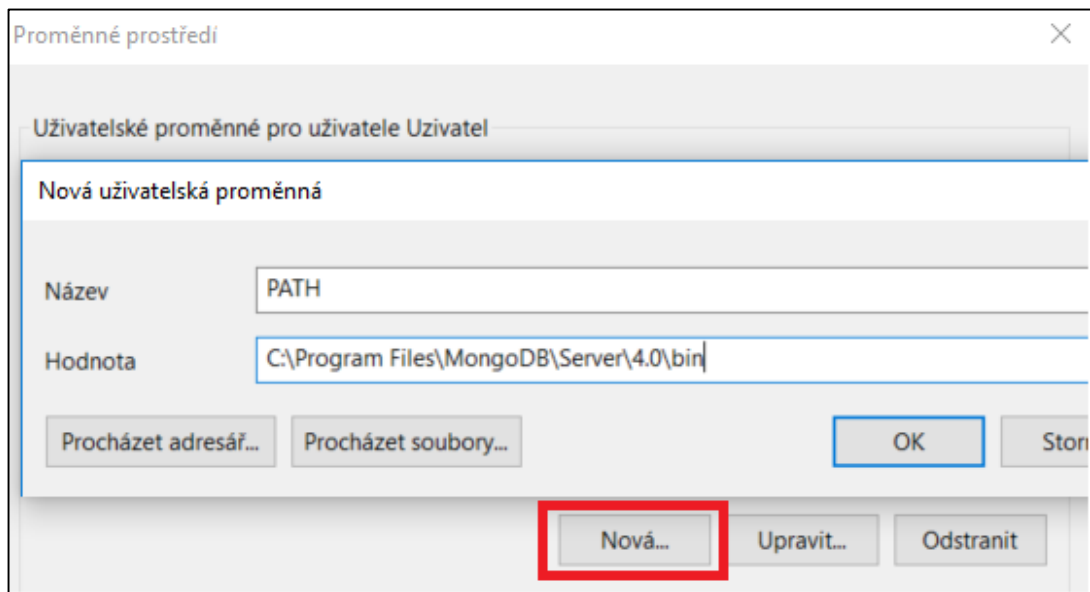 Proměnné prostředí
Uživatelské proměnné pro uživatele Uzivatel
Nová uživatelská proměnná
Název PATH
Hodnota C:\Program Files\MongoDB\Server\4.0\bin
Procházet adresář... Procházet soubory... OK
Nová... Upravit... Odstranit